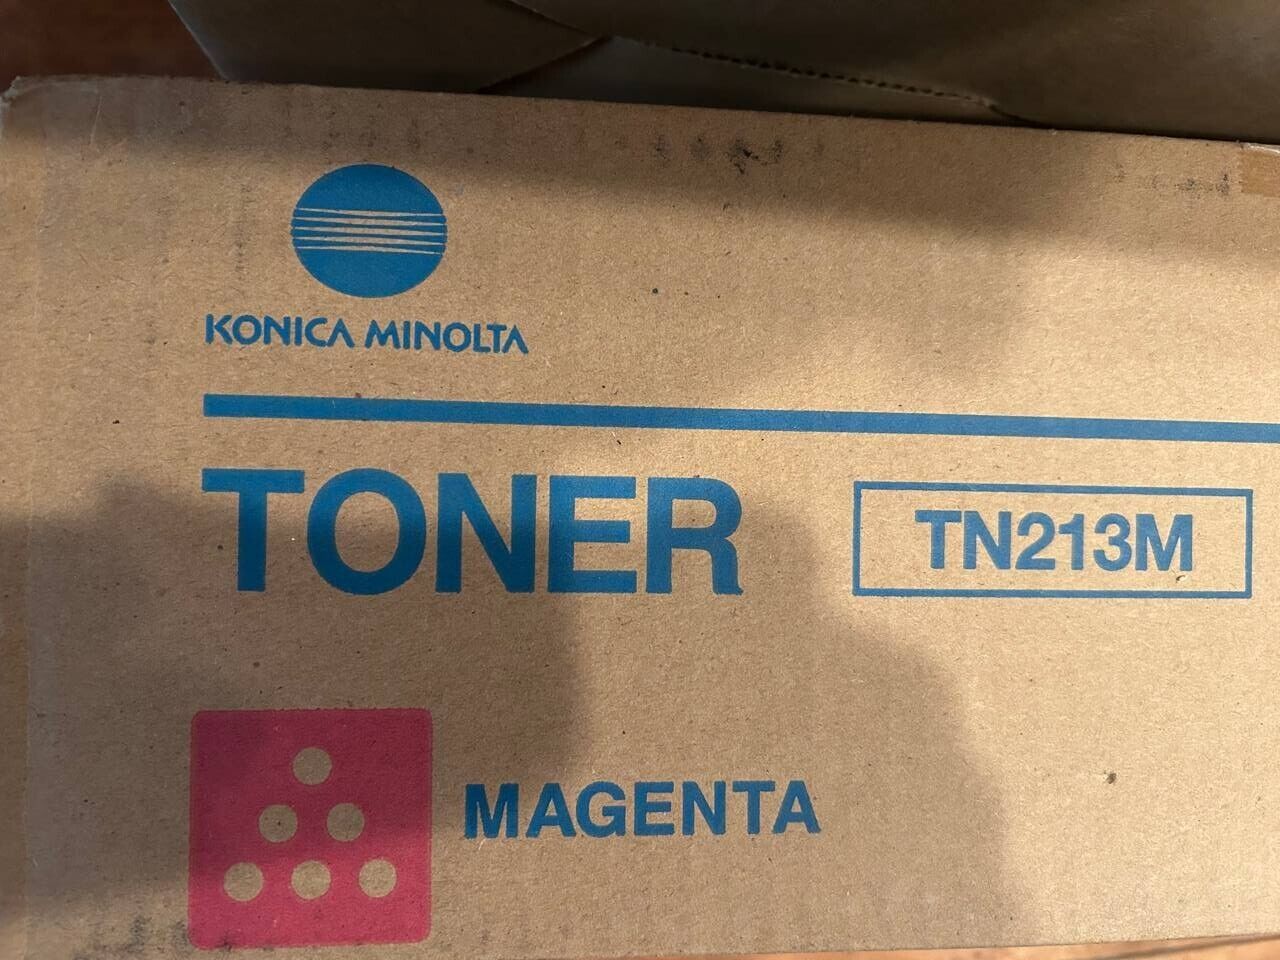 KONICA MINOLTA
TONER
TN213M
MAGENTA